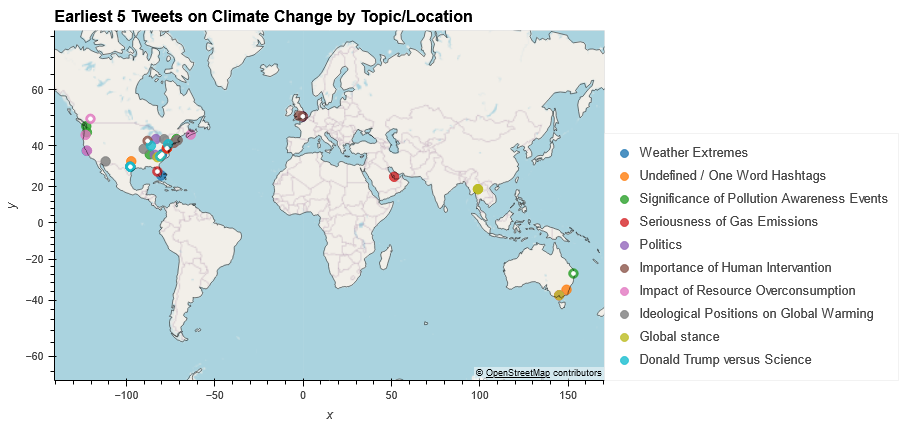 Earliest 5 Tweets on Climate Change by Topic/Location
60
40
20
0
−20
−40
−60
y
−100
−50
0
50
100
150
x
© OpenStreetMap contributors
Weather Extremes
Undefined / One Word Hashtags
Significance of Pollution Awareness Events
Seriousness of Gas Emissions
Politics
Importance of Human Intervantion
Impact of Resource Overconsumption
Ideological Positions on Global Warming
Global stance
Donald Trump versus Science